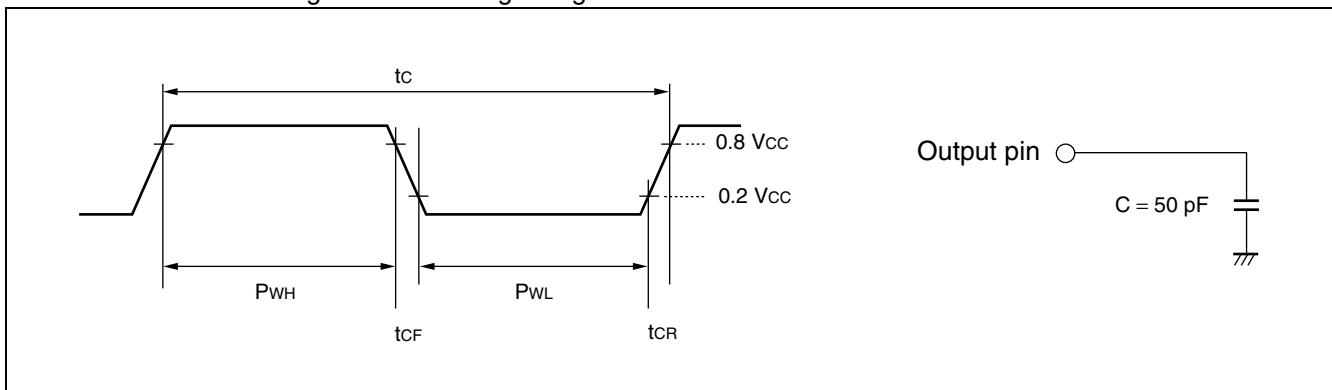 tC
0.8 VCC
0.2 VCC
PWH
PWL
tCF
tCR
Output pin
C = 50 pF